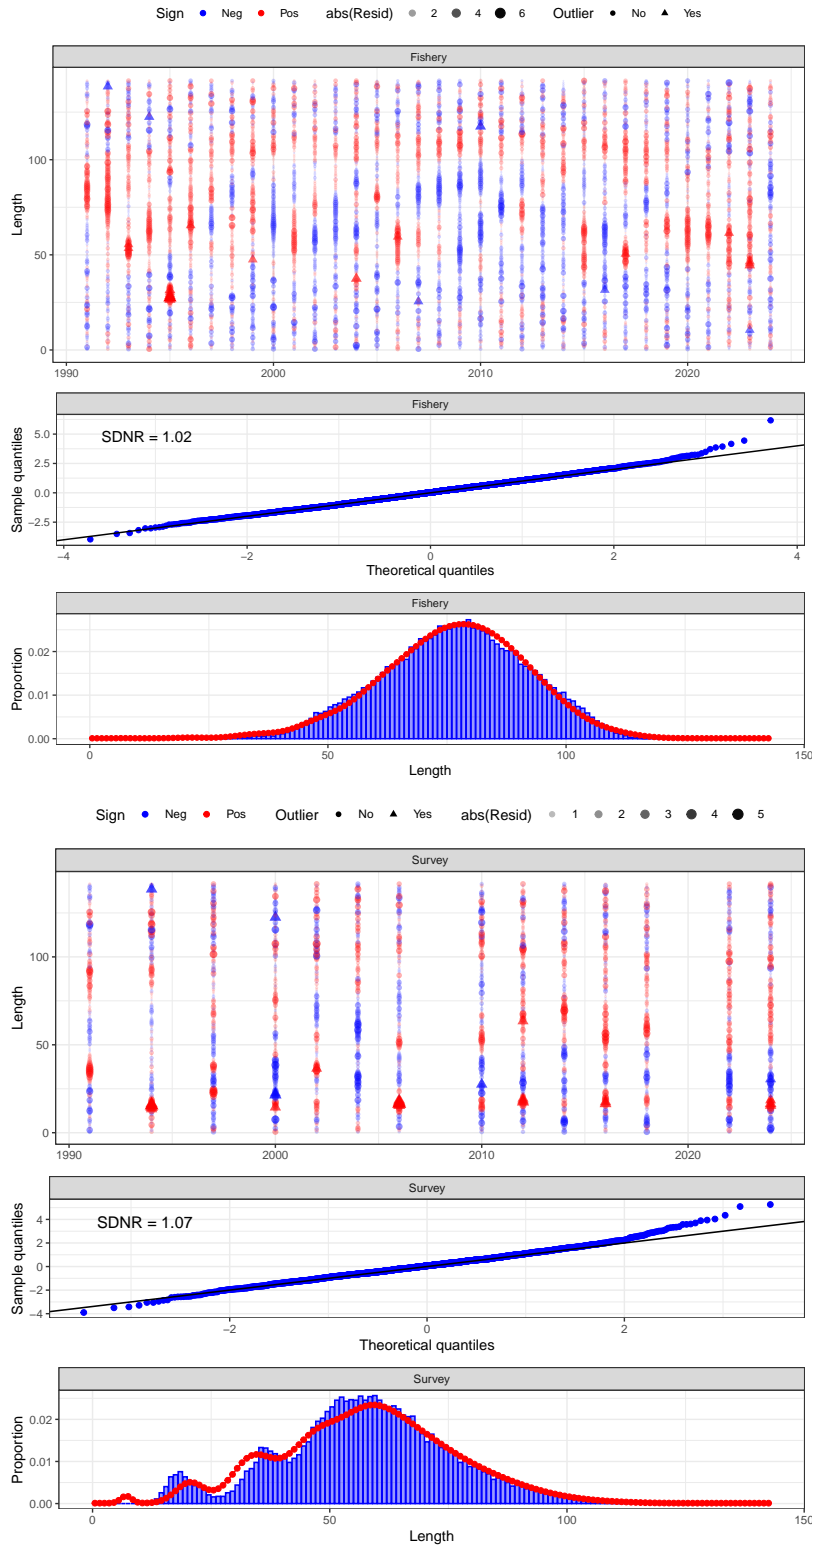 Sign Neg Pos abs(Resid) 2 4 6 Outlier No Yes
Fishery
100
50
0
Length
1990 2000 2010 2020
Fishery
SDNR = 1.02
5.0
2.5
0.0
−2.5
Sample quantiles
−4 −2 0 2 4
Theoretical quantiles
Fishery
0.02
0.01
0.00
Proportion
0 50 100 150
Length
Sign Neg Pos Outlier No Yes abs(Resid) 1 2 3 4 5
Survey
100
50
0
Length
1990 2000 2010 2020
Survey
SDNR = 1.07
4
2
0
−2
−4
Sample quantiles
−2 0 2
Theoretical quantiles
Survey
0.02
0.01
0.00
Proportion
0 50 100 150
Length